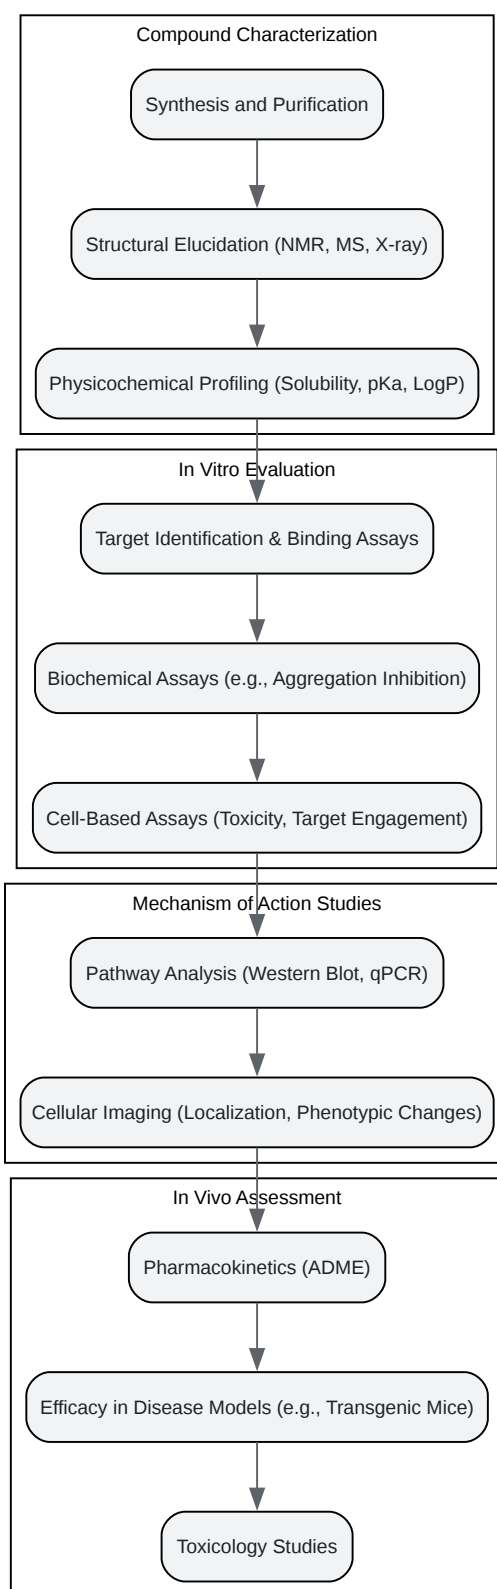 Compound Characterization
Synthesis and Purification
Structural Elucidation (NMR, MS, X-ray)
Physicochemical Profiling (Solubility, pKa, LogP)
In Vitro Evaluation
Target Identification & Binding Assays
Biochemical Assays (e.g., Aggregation Inhibition)
Cell-Based Assays (Toxicity, Target Engagement)
Mechanism of Action Studies
Pathway Analysis (Western Blot, qPCR)
Cellular Imaging (Localization, Phenotypic Changes)
In Vivo Assessment
Pharmacokinetics (ADME)
Efficacy in Disease Models (e.g., Transgenic Mice)
Toxicology Studies